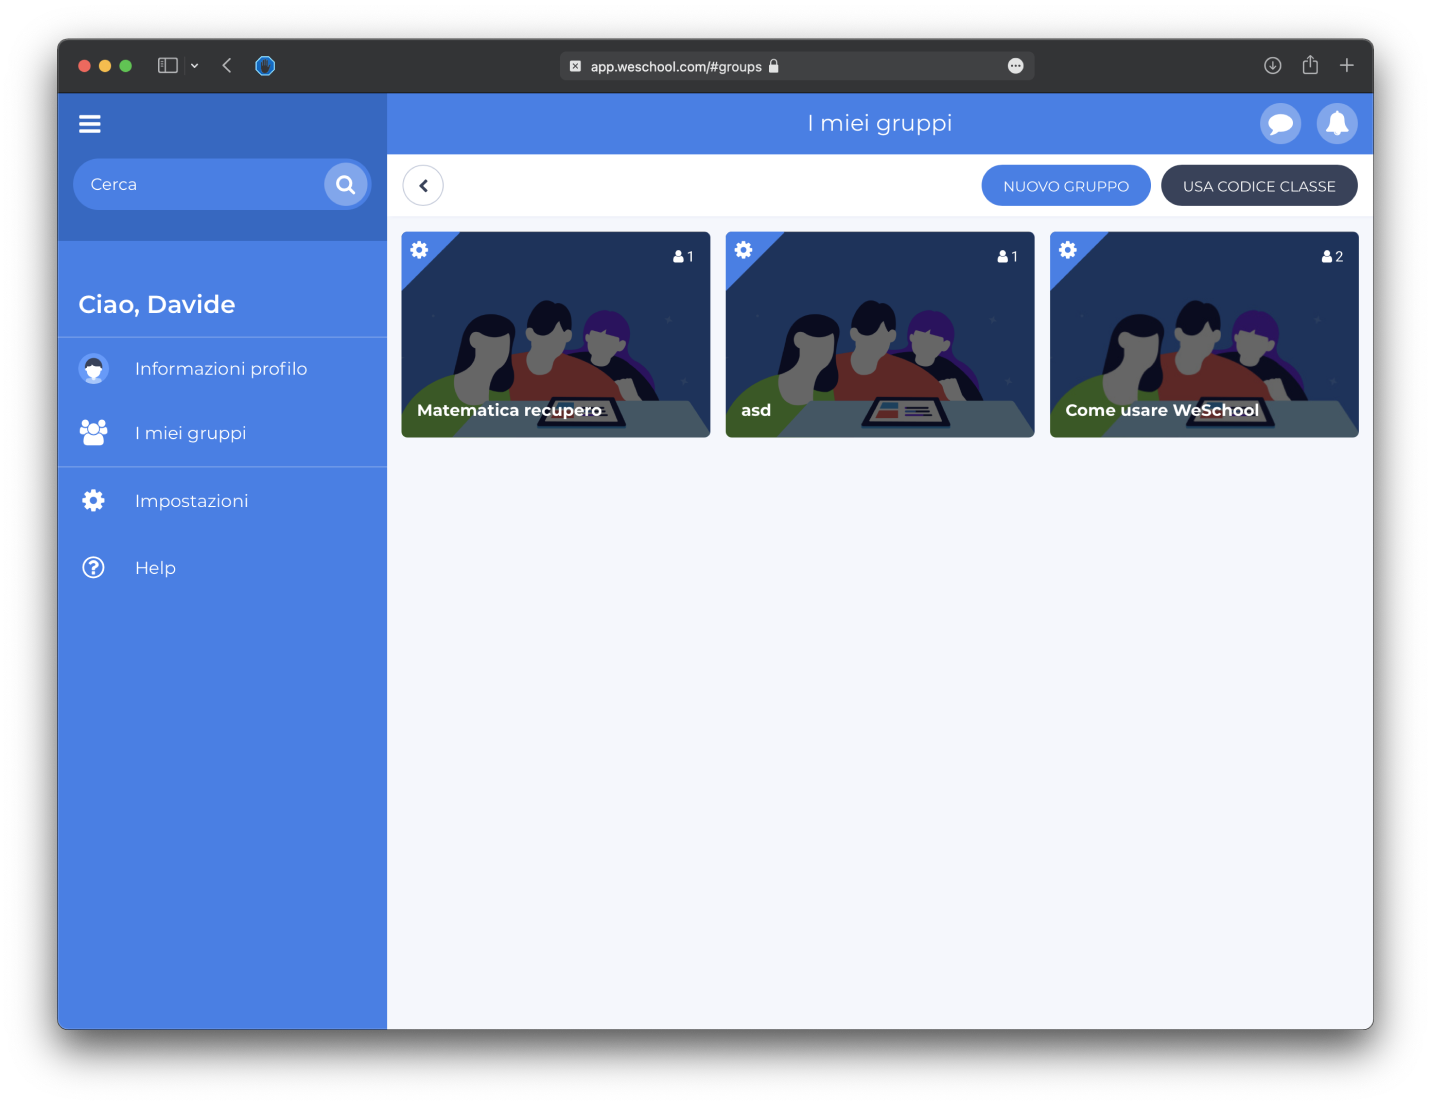 app.weschool.com/#groups
I miei gruppi
Cerca
NUOVO GRUPPO
USA CODICE CLASSE
Ciao, Davide
Informazioni profilo
I miei gruppi
Impostazioni
Help
1
Matematica recupero
1
asd
2
Come usare WeSchool